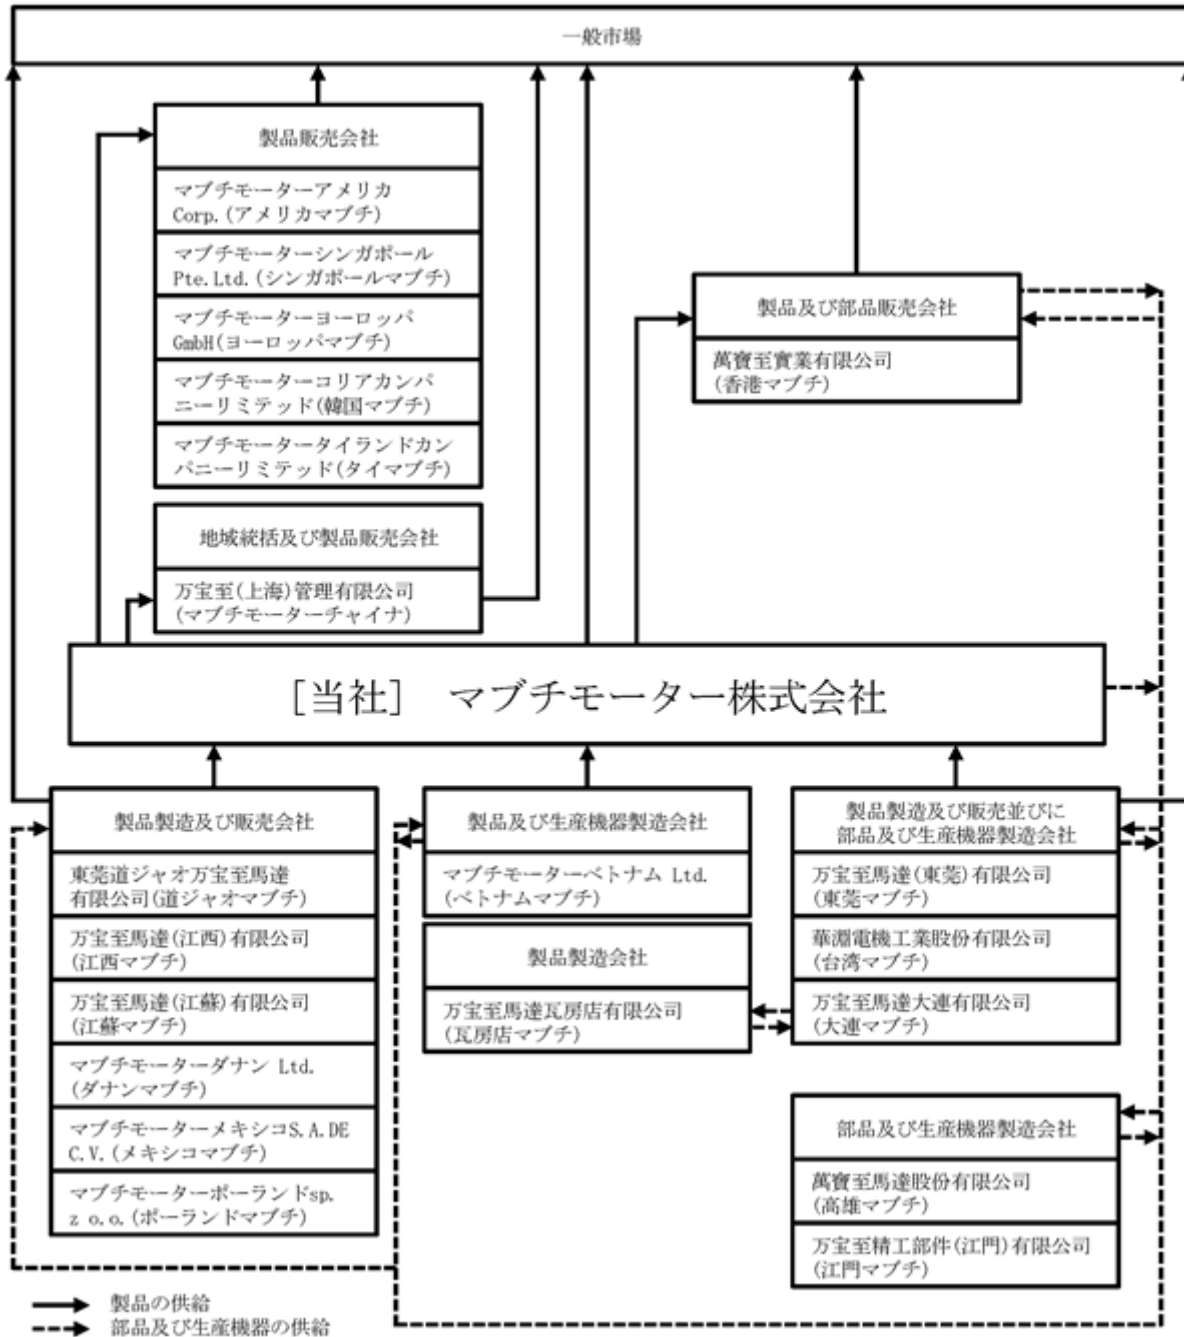 一般市場
製品販売会社
マブチモーターアメリカ
Corp.(アメリカマブチ)
マブチモーターシンガポール
Pte.Ltd.(シンガポールマブチ)
マブチモーターヨーロッパ
GmbH(ヨーロッパマブチ)
マブチモーターコリアカンパ
ニーリミテッド(韓国マブチ)
マブチモータータイランドカン
パニーリミテッド(タイマブチ)
製品及び部品販売会社
萬寶至實業有限公司
(香港マブチ)
地域統括及び製品販売会社
万宝至(上海)管理有限公司
(マブチモーターチャイナ)
[当社] マブチモーター株式会社
製品製造及び販売会社
東莞道ジャオ万宝至馬達
有限公司(道ジャオマブチ)
万宝至馬達(江西)有限公司
(江西マブチ)
万宝至馬達(江蘇)有限公司
(江蘇マブチ)
マブチモーターダナン Ltd.
(ダナンマブチ)
マブチモーターメキシコS.A.DE
C.V.(メキシコマブチ)
マブチモーターポーランドsp.
z o.o.(ポーランドマブチ)
製品及び生産機器製造会社
マブチモーターベトナム Ltd.
(ベトナムマブチ)
製品製造会社
万宝至馬達瓦房店有限公司
(瓦房店マブチ)
製品製造及び販売並びに
部品及び生産機器製造会社
万宝至馬達(東莞)有限公司
(東莞マブチ)
華淵電機工業股份有限公司
(台湾マブチ)
万宝至馬達大連有限公司
(大連マブチ)
部品及び生産機器製造会社
萬寶至馬達股份有限公司
(高雄マブチ)
万宝至精工部件(江門)有限公司
(江門マブチ)
製品の供給
部品及び生産機器の供給